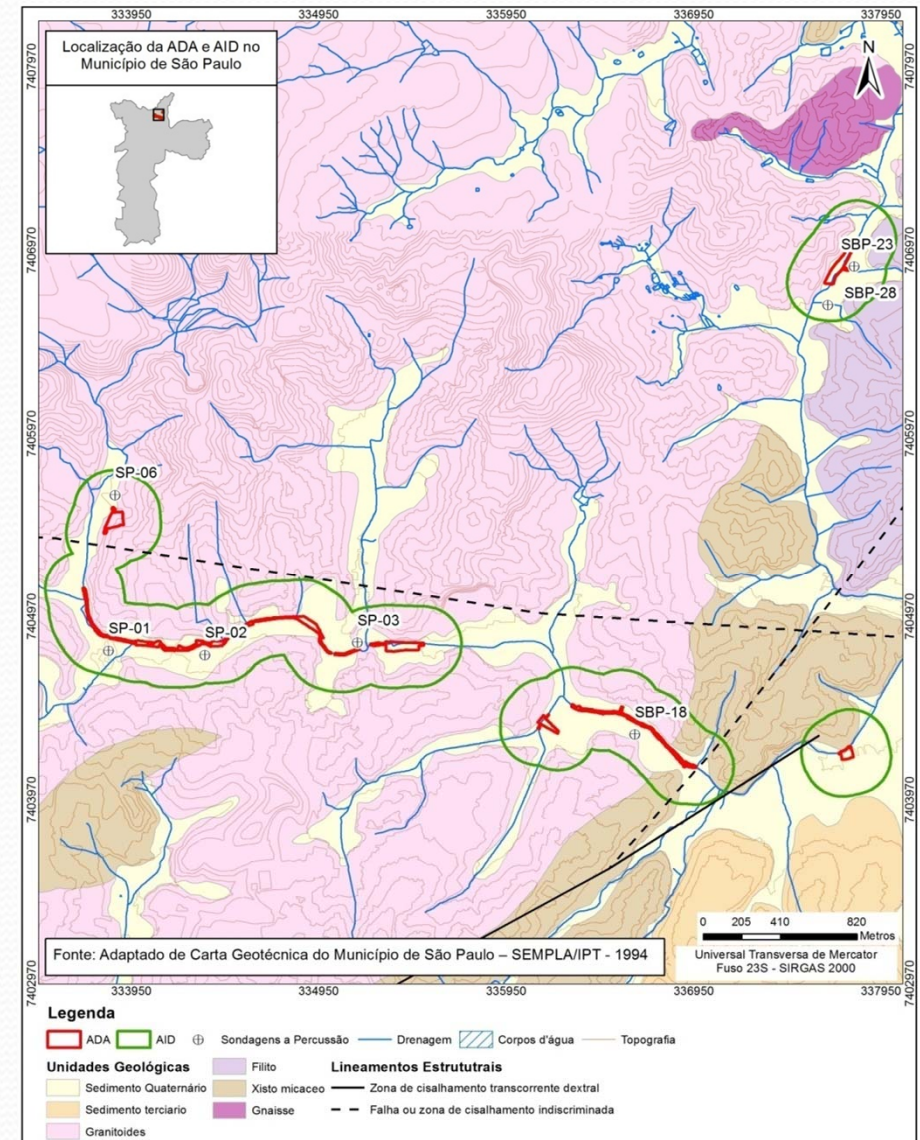 333950 334950 335950 336950 337950
Localização da ADA e AID no
Município de São Paulo
N
7407970 7407970
7406970 7406970
SBP-23
SBP-28
7405970 7405970
SP-06
7404970 7404970
SP-01 SP-02 SP-03
SBP-18
7403970 7403970
0 205 410 820
Metros
Fonte: Adaptado de Carta Geotécnica do Município de São Paulo – SEMPLA/IPT - 1994
Universal Transversa de Mercator
Fuso 23S - SIRGAS 2000
7402970 7402970
333950 334950 335950 336950 337950
Legenda
ADA AID Sondagens a Percussão Drenagem Corpos d'água Topografia
Unidades Geológicas Filito Lineamentos Estrututrais
Sedimento Quaternário Xisto micaceo Zona de cisalhamento transcorrente dextral
Sedimento terciario Gnaisse Falha ou zona de cisalhamento indiscriminada
Granitoides